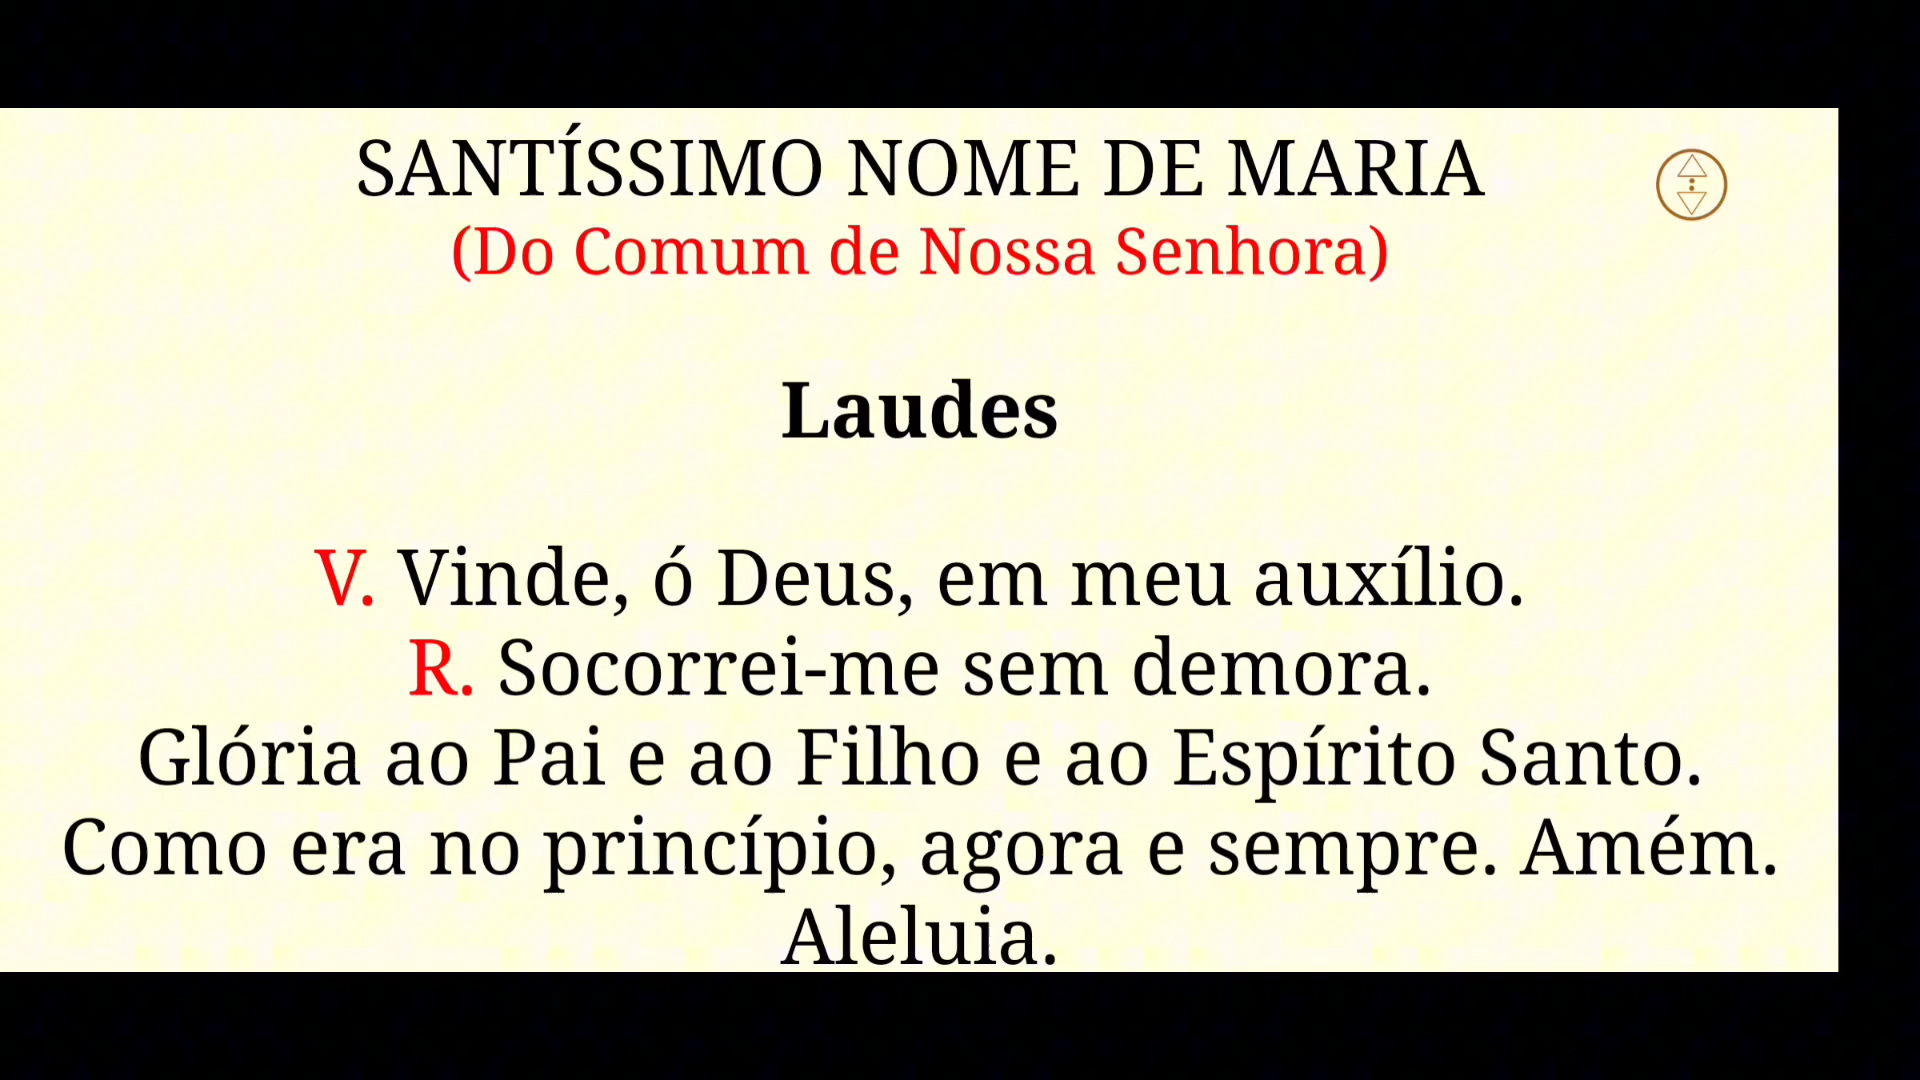 SANTÍSSIMO NOME DE MARIA
(Do Comum de Nossa Senhora)
Laudes
V. Vinde, ó Deus, em meu auxílio.
R. Socorrei-me sem demora.
Glória ao Pai e ao Filho e ao Espírito Santo.
Como era no princípio, agora e sempre. Amém.
Aleluia.